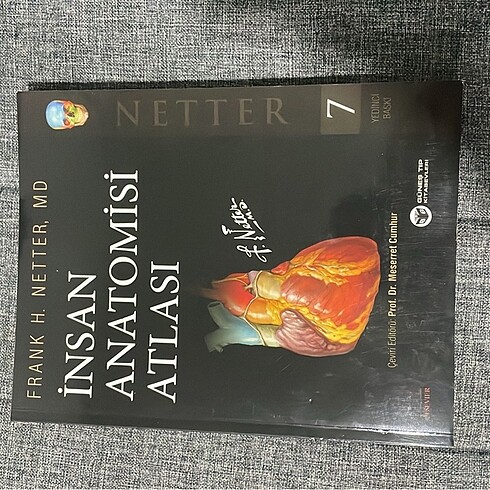 NETTER
7
YEDİNCİ
BASKI
FRANK H. NETTER, MD
İNSAN
ANATOMİSİ
ATLASI
F. Netter
Çeviri Editörü: Prof. Dr. Meserret Cumhur
GÜNEŞ TIP
KİTABEVLERİ
ELSEVIER